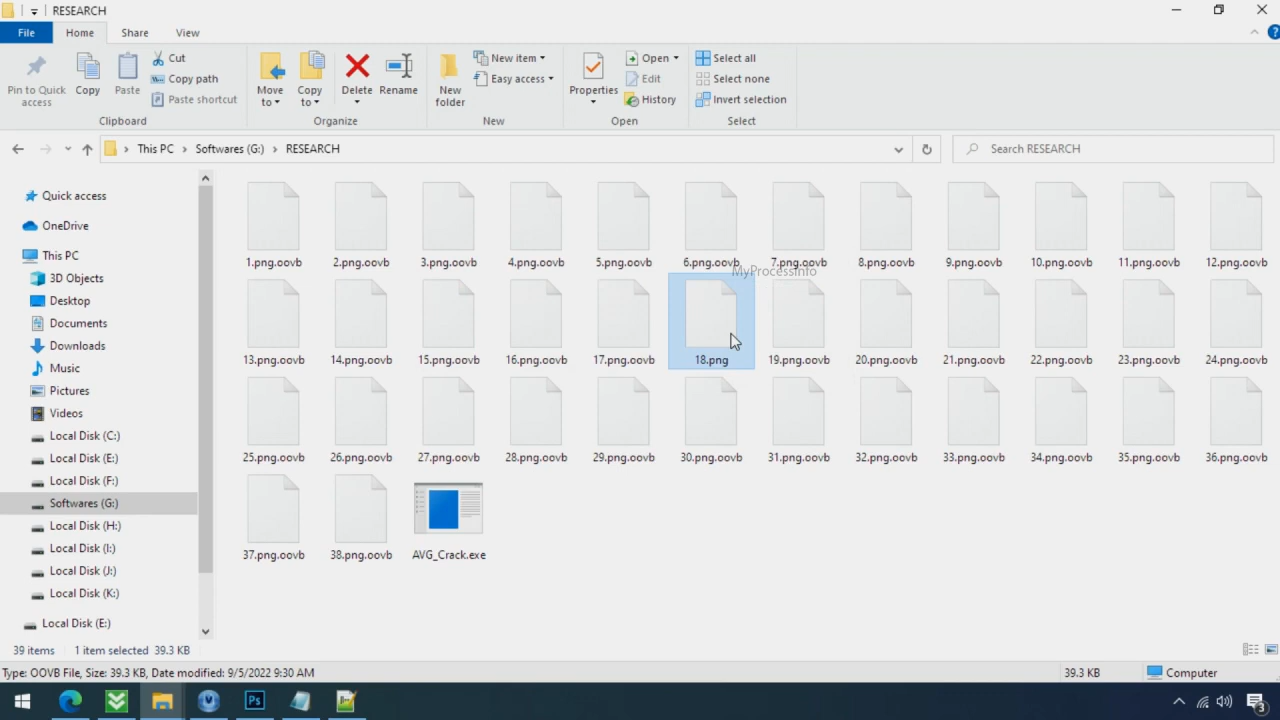 RESEARCH
File Home Share View
Pin to Quick access
Copy
Paste
Cut
Copy path
Paste shortcut
Clipboard
Move to
Copy to
Delete
Rename
Organize
New folder
New item
Easy access
New
Properties
Open
Edit
History
Open
Select all
Select none
Invert selection
Select
This PC > Softwares (G:) > RESEARCH
Search RESEARCH
Quick access
OneDrive
This PC
3D Objects
Desktop
Documents
Downloads
Music
Pictures
Videos
Local Disk (C:)
Local Disk (E:)
Local Disk (F:)
Softwares (G:)
Local Disk (H:)
Local Disk (I:)
Local Disk (J:)
Local Disk (K:)
Local Disk (E:)
1.png.oovb 2.png.oovb 3.png.oovb 4.png.oovb 5.png.oovb 6.png.oovb 7.png.oovb 8.png.oovb 9.png.oovb 10.png.oovb 11.png.oovb 12.png.oovb
MyProcessInfo
13.png.oovb 14.png.oovb 15.png.oovb 16.png.oovb 17.png.oovb 18.png 19.png.oovb 20.png.oovb 21.png.oovb 22.png.oovb 23.png.oovb 24.png.oovb
25.png.oovb 26.png.oovb 27.png.oovb 28.png.oovb 29.png.oovb 30.png.oovb 31.png.oovb 32.png.oovb 33.png.oovb 34.png.oovb 35.png.oovb 36.png.oovb
37.png.oovb 38.png.oovb AVG_Crack.exe
39 items 1 item selected 39.3 KB
Type: OOVB File, Size: 39.3 KB, Date modified: 9/5/2022 9:30 AM 39.3 KB Computer
Ps
3